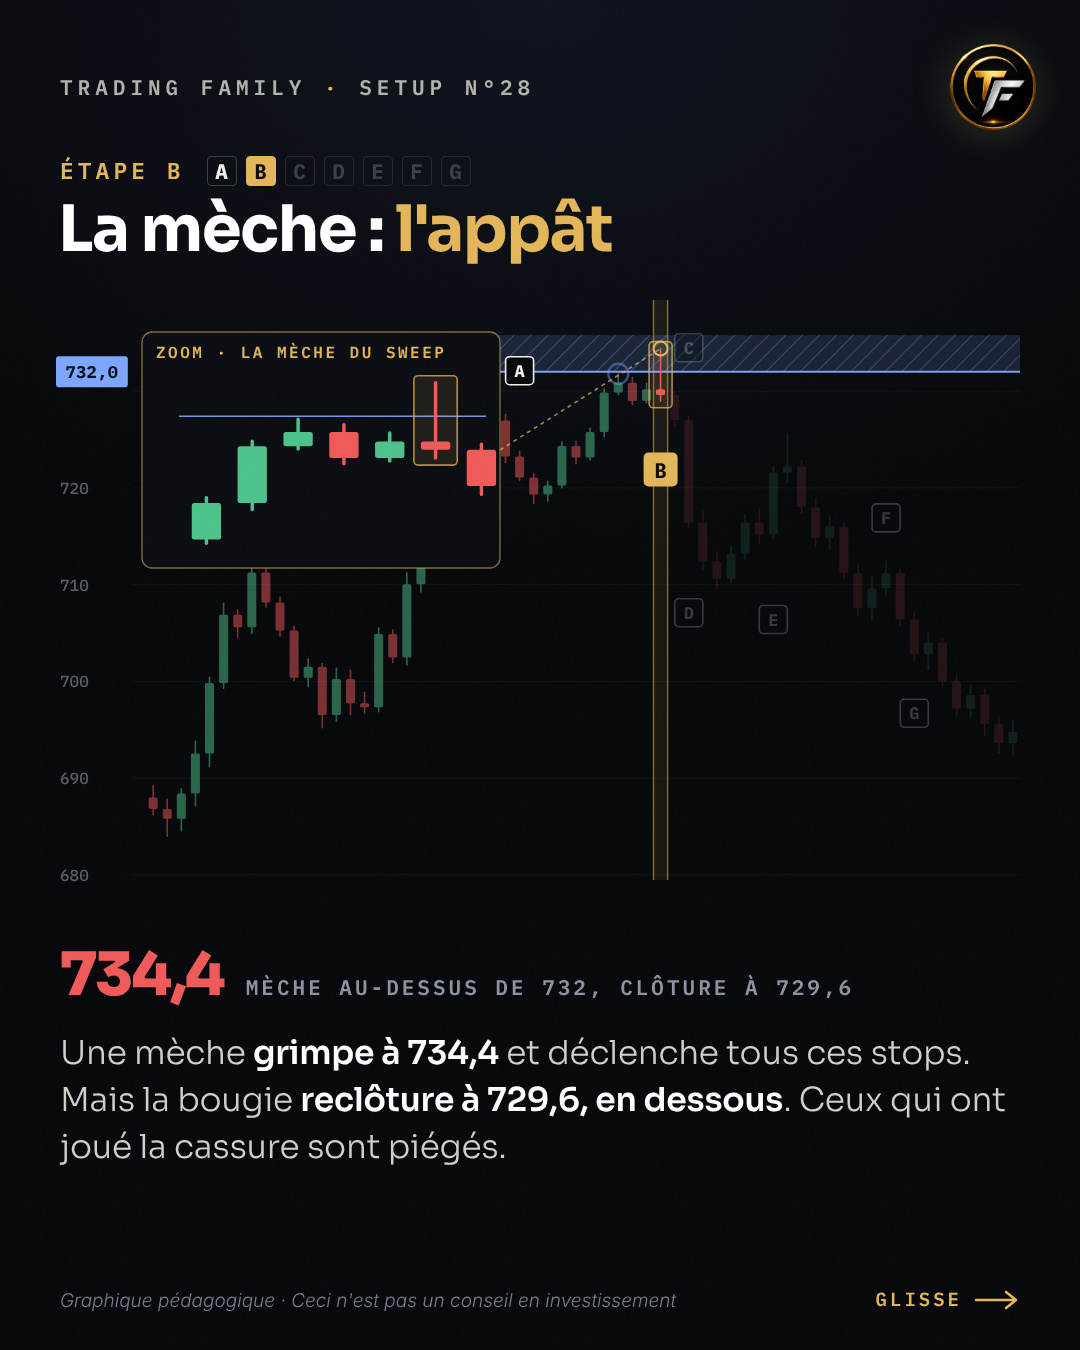 TRADING FAMILY · SETUP N°28
TF
ÉTAPE B A B C D E F G
La mèche : l'appât
ZOOM · LA MÈCHE DU SWEEP
C
732,0
A
B
720
F
710
D
E
700
G
690
680
734,4 MÈCHE AU-DESSUS DE 732, CLÔTURE À 729,6
Une mèche grimpe à 734,4 et déclenche tous ces stops.
Mais la bougie reclôture à 729,6, en dessous. Ceux qui ont
joué la cassure sont piégés.
Graphique pédagogique · Ceci n'est pas un conseil en investissement
GLISSE →